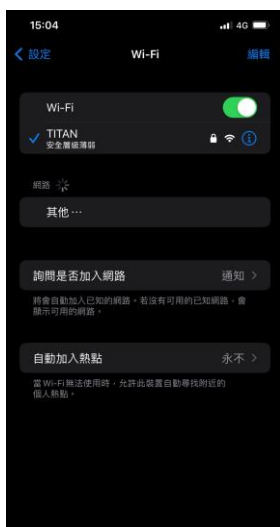 15:04
4G
設定
Wi-Fi
編輯
Wi-Fi
TITAN
安全層級薄弱
網路
其他…
詢問是否加入網路
通知
將會自動加入已知的網路。若沒有可用的已知網路，會
顯示可用的網路。
自動加入熱點
永不
當 Wi-Fi 無法使用時，允許此裝置自動尋找附近的
個人熱點。